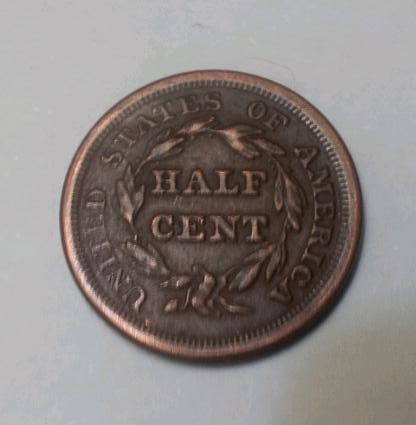 UNITED STATES OF AMERICA
HALF
CENT